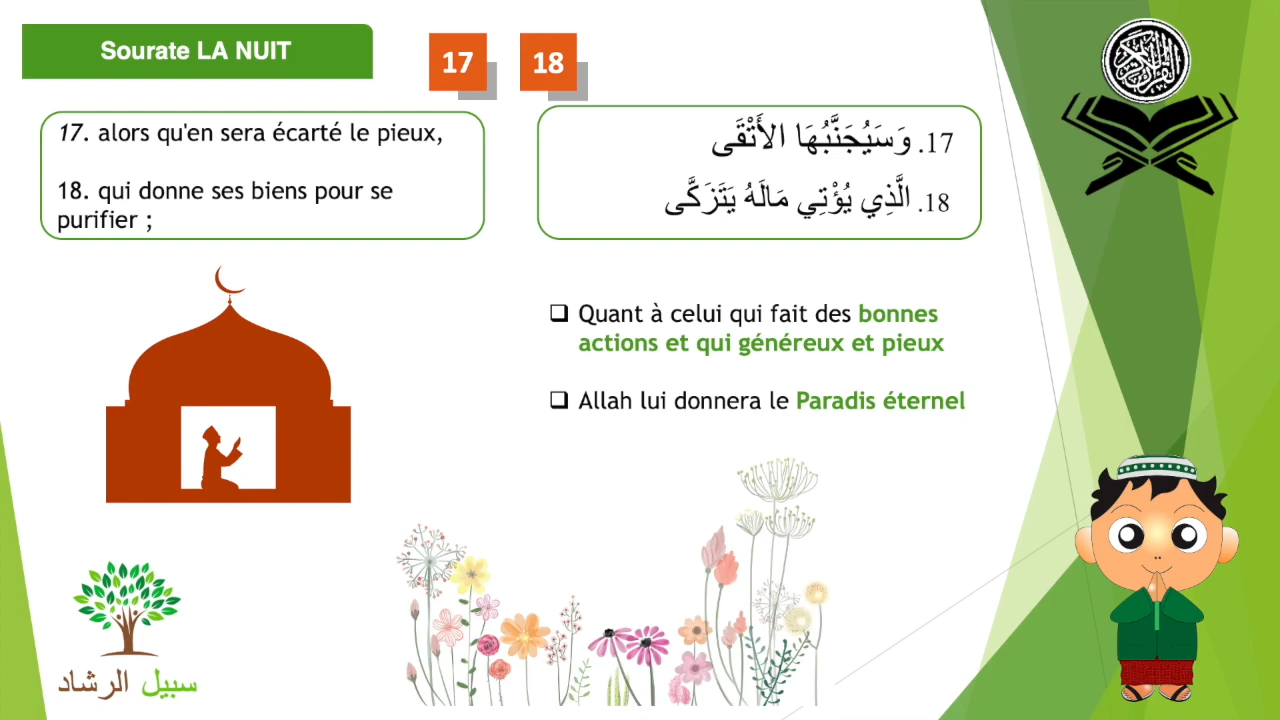 Sourate LA NUIT
17
18
17. alors qu'en sera écarté le pieux,
18. qui donne ses biens pour se
purifier ;
17. وَسَيُجَنَّبُهَا الأَتْقَى
18. الَّذِي يُؤْتِي مَالَهُ يَتَزَكَّى
Quant à celui qui fait des bonnes
actions et qui généreux et pieux
Allah lui donnera le Paradis éternel
سبيل الرشاد